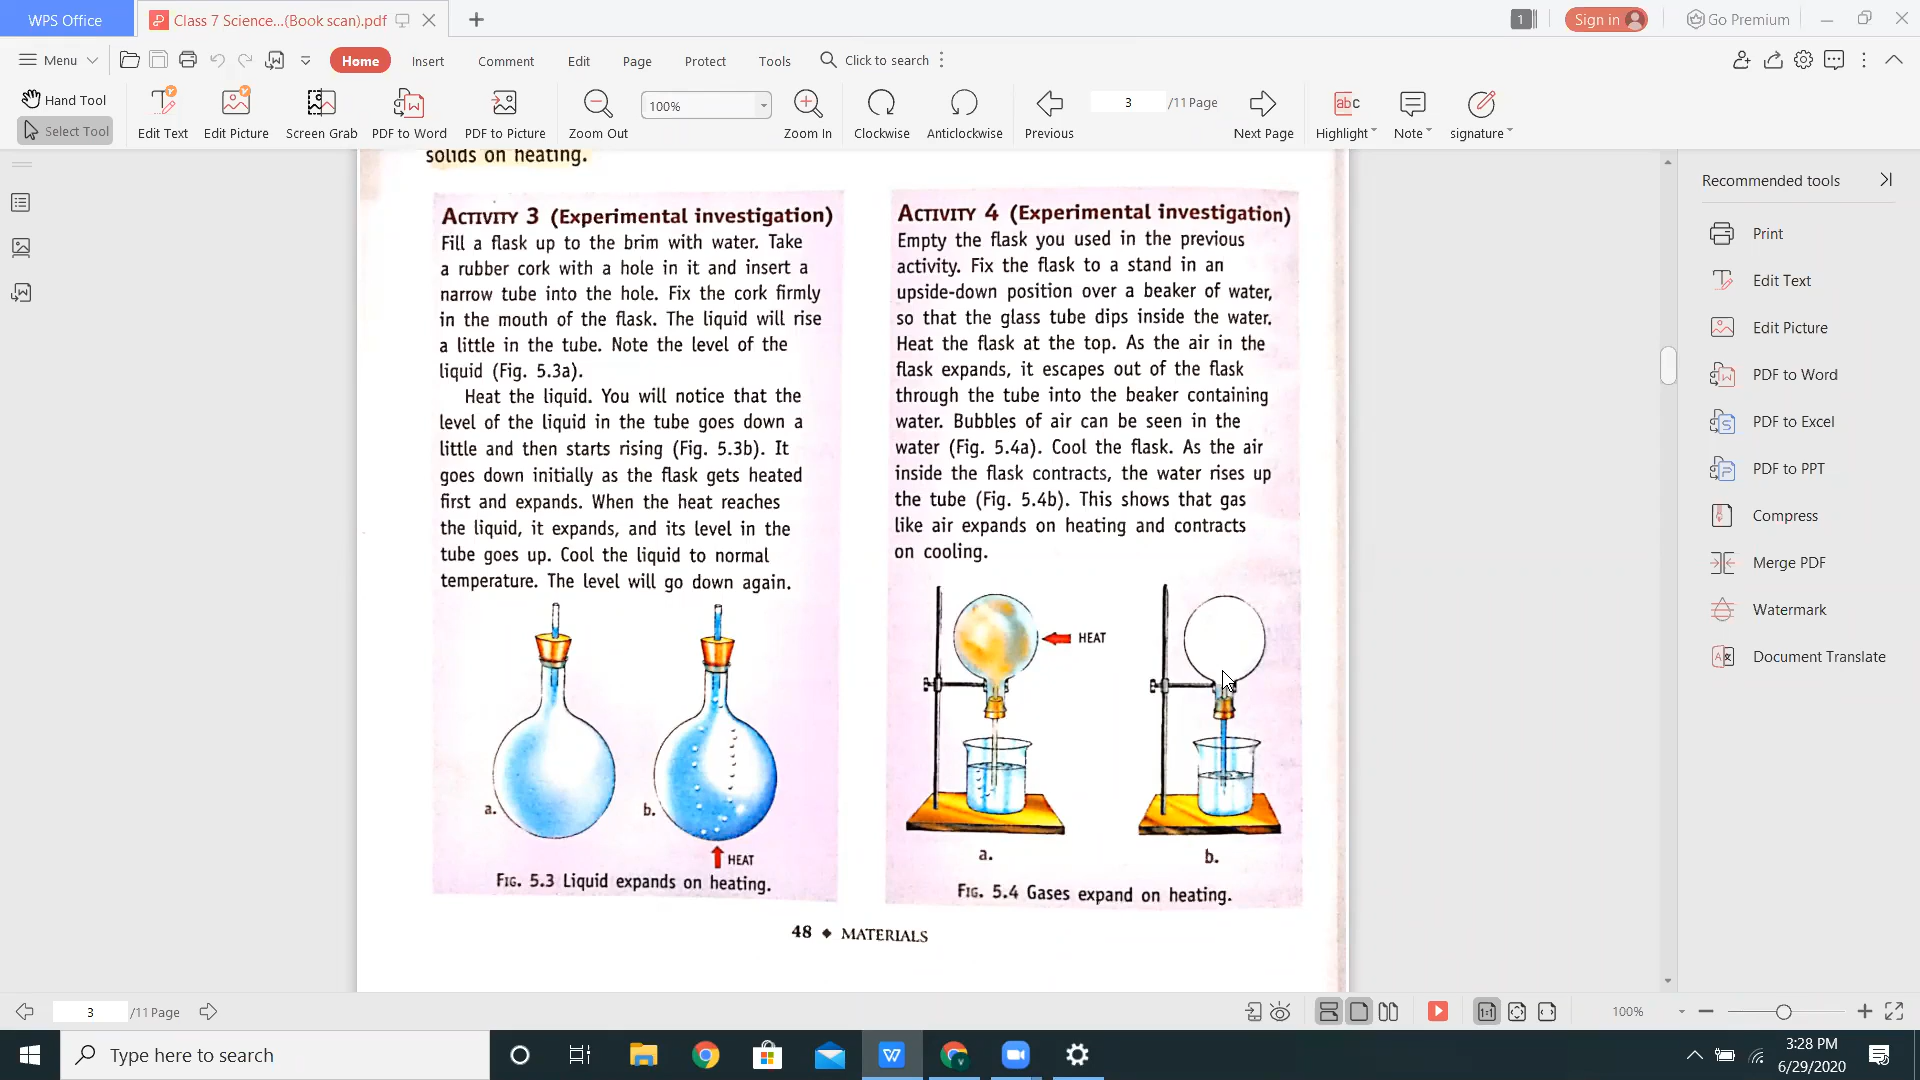 WPS Office
Class 7 Science...(Book scan).pdf
1
Sign in
Go Premium
Menu
Home
Insert
Comment
Edit
Page
Protect
Tools
Click to search
Hand Tool
Select Tool
Edit Text
Edit Picture
Screen Grab
PDF to Word
PDF to Picture
Zoom Out
100%
Zoom In
Clockwise
Anticlockwise
Previous
3 /11 Page
Next Page
abc
Highlight
Note
signature
solids on heating.
ACTIVITY 3 (Experimental investigation)
Fill a flask up to the brim with water. Take
a rubber cork with a hole in it and insert a
narrow tube into the hole. Fix the cork firmly
in the mouth of the flask. The liquid will rise
a little in the tube. Note the level of the
liquid (Fig. 5.3a).
Heat the liquid. You will notice that the
level of the liquid in the tube goes down a
little and then starts rising (Fig. 5.3b). It
goes down initially as the flask gets heated
first and expands. When the heat reaches
the liquid, it expands, and its level in the
tube goes up. Cool the liquid to normal
temperature. The level will go down again.
a.
b.
HEAT
FIG. 5.3 Liquid expands on heating.
ACTIVITY 4 (Experimental investigation)
Empty the flask you used in the previous
activity. Fix the flask to a stand in an
upside-down position over a beaker of water,
so that the glass tube dips inside the water.
Heat the flask at the top. As the air in the
flask expands, it escapes out of the flask
through the tube into the beaker containing
water. Bubbles of air can be seen in the
water (Fig. 5.4a). Cool the flask. As the air
inside the flask contracts, the water rises up
the tube (Fig. 5.4b). This shows that gas
like air expands on heating and contracts
on cooling.
HEAT
a.
b.
FIG. 5.4 Gases expand on heating.
48 ◆ MATERIALS
Recommended tools
Print
Edit Text
Edit Picture
PDF to Word
PDF to Excel
PDF to PPT
Compress
Merge PDF
Watermark
Document Translate
3 /11 Page
1:1
100%
Type here to search
3:28 PM
6/29/2020